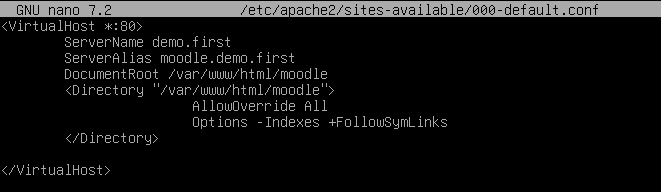 GNU nano 7.2 /etc/apache2/sites-available/000-default.conf
<VirtualHost *:80>
ServerName demo.first
ServerAlias moodle.demo.first
DocumentRoot /var/www/html/moodle
<Directory "/var/www/html/moodle">
AllowOverride All
Options -Indexes +FollowSymLinks
</Directory>
</VirtualHost>